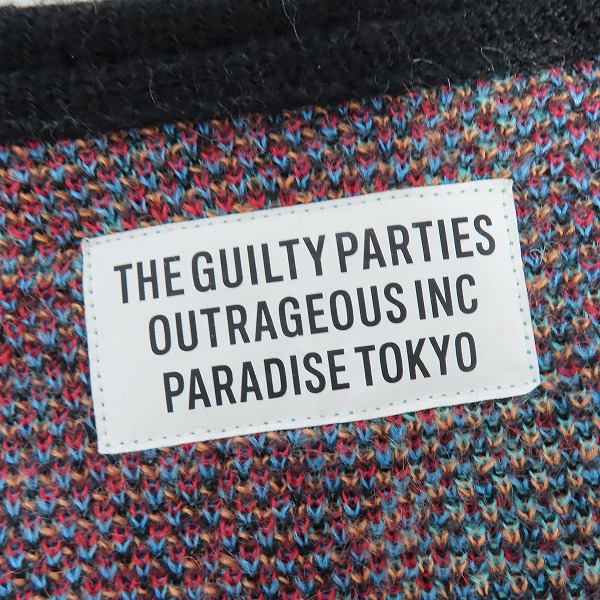 THE GUILTY PARTIES
OUTRAGEOUS INC
PARADISE TOKYO